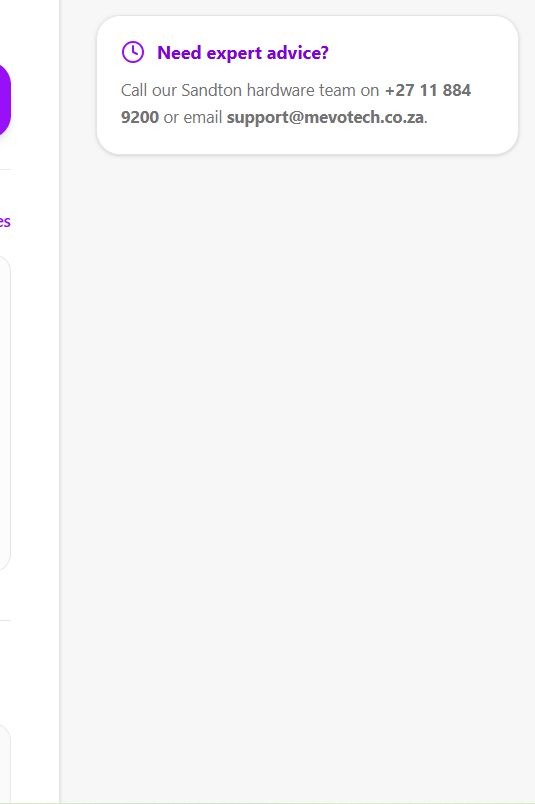 Need expert advice?
Call our Sandton hardware team on +27 11 884
9200 or email support@mevotech.co.za.
es